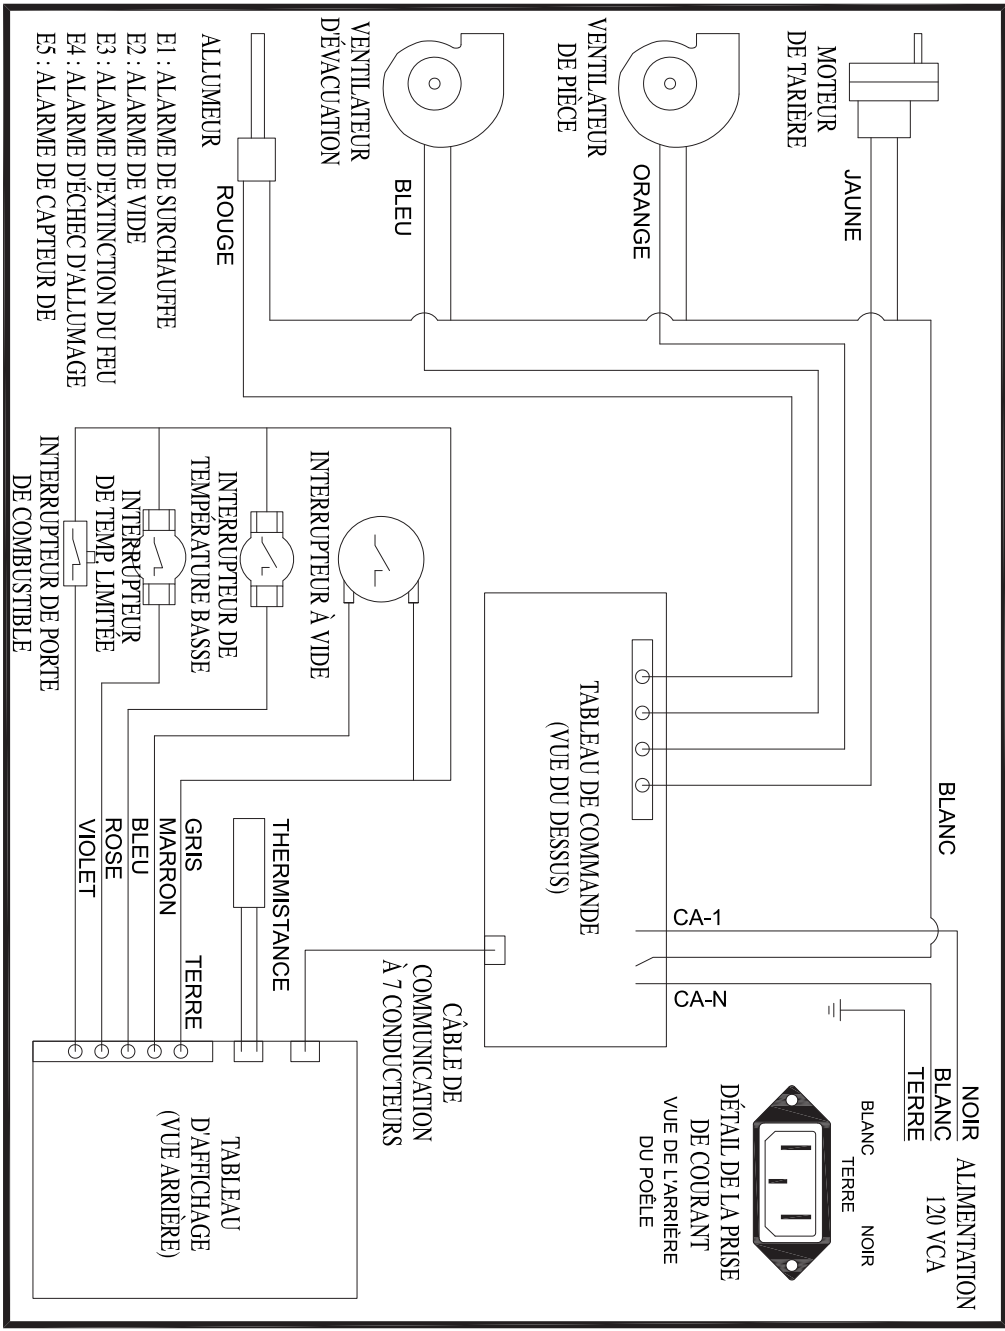 MOTEUR
DE TARIÈRE
JAUNE
VENTILATEUR
DE PIÈCE
ORANGE
VENTILATEUR
D'ÉVACUATION
BLEU
ALLUMEUR
ROUGE
E1 : ALARME DE SURCHAUFFE
E2 : ALARME DE VIDE
E3 : ALARME D'EXTINCTION DU FEU
E4 : ALARME D'ÉCHEC D'ALLUMAGE
E5 : ALARME DE CAPTEUR DE
BLANC
INTERRUPTEUR À VIDE
INTERRUPTEUR DE
TEMPÉRATURE BASSE
INTERRUPTEUR
DE TEMP. LIMITÉE
INTERRUPTEUR DE PORTE
DE COMBUSTIBLE
TABLEAU DE COMMANDE
(VUE DU DESSUS)
CA-1
CA-N
THERMISTANCE
GRIS
MARRON
BLEU
ROSE
VIOLET
TERRE
CÂBLE DE
COMMUNICATION
À 7 CONDUCTEURS
NOIR
BLANC
TERRE
ALIMENTATION
120 VCA
BLANC
TERRE
NOIR
DÉTAIL DE LA PRISE
DE COURANT
VUE DE L'ARRIÈRE
DU POÊLE
TABLEAU
D'AFFICHAGE
(VUE ARRIÈRE)